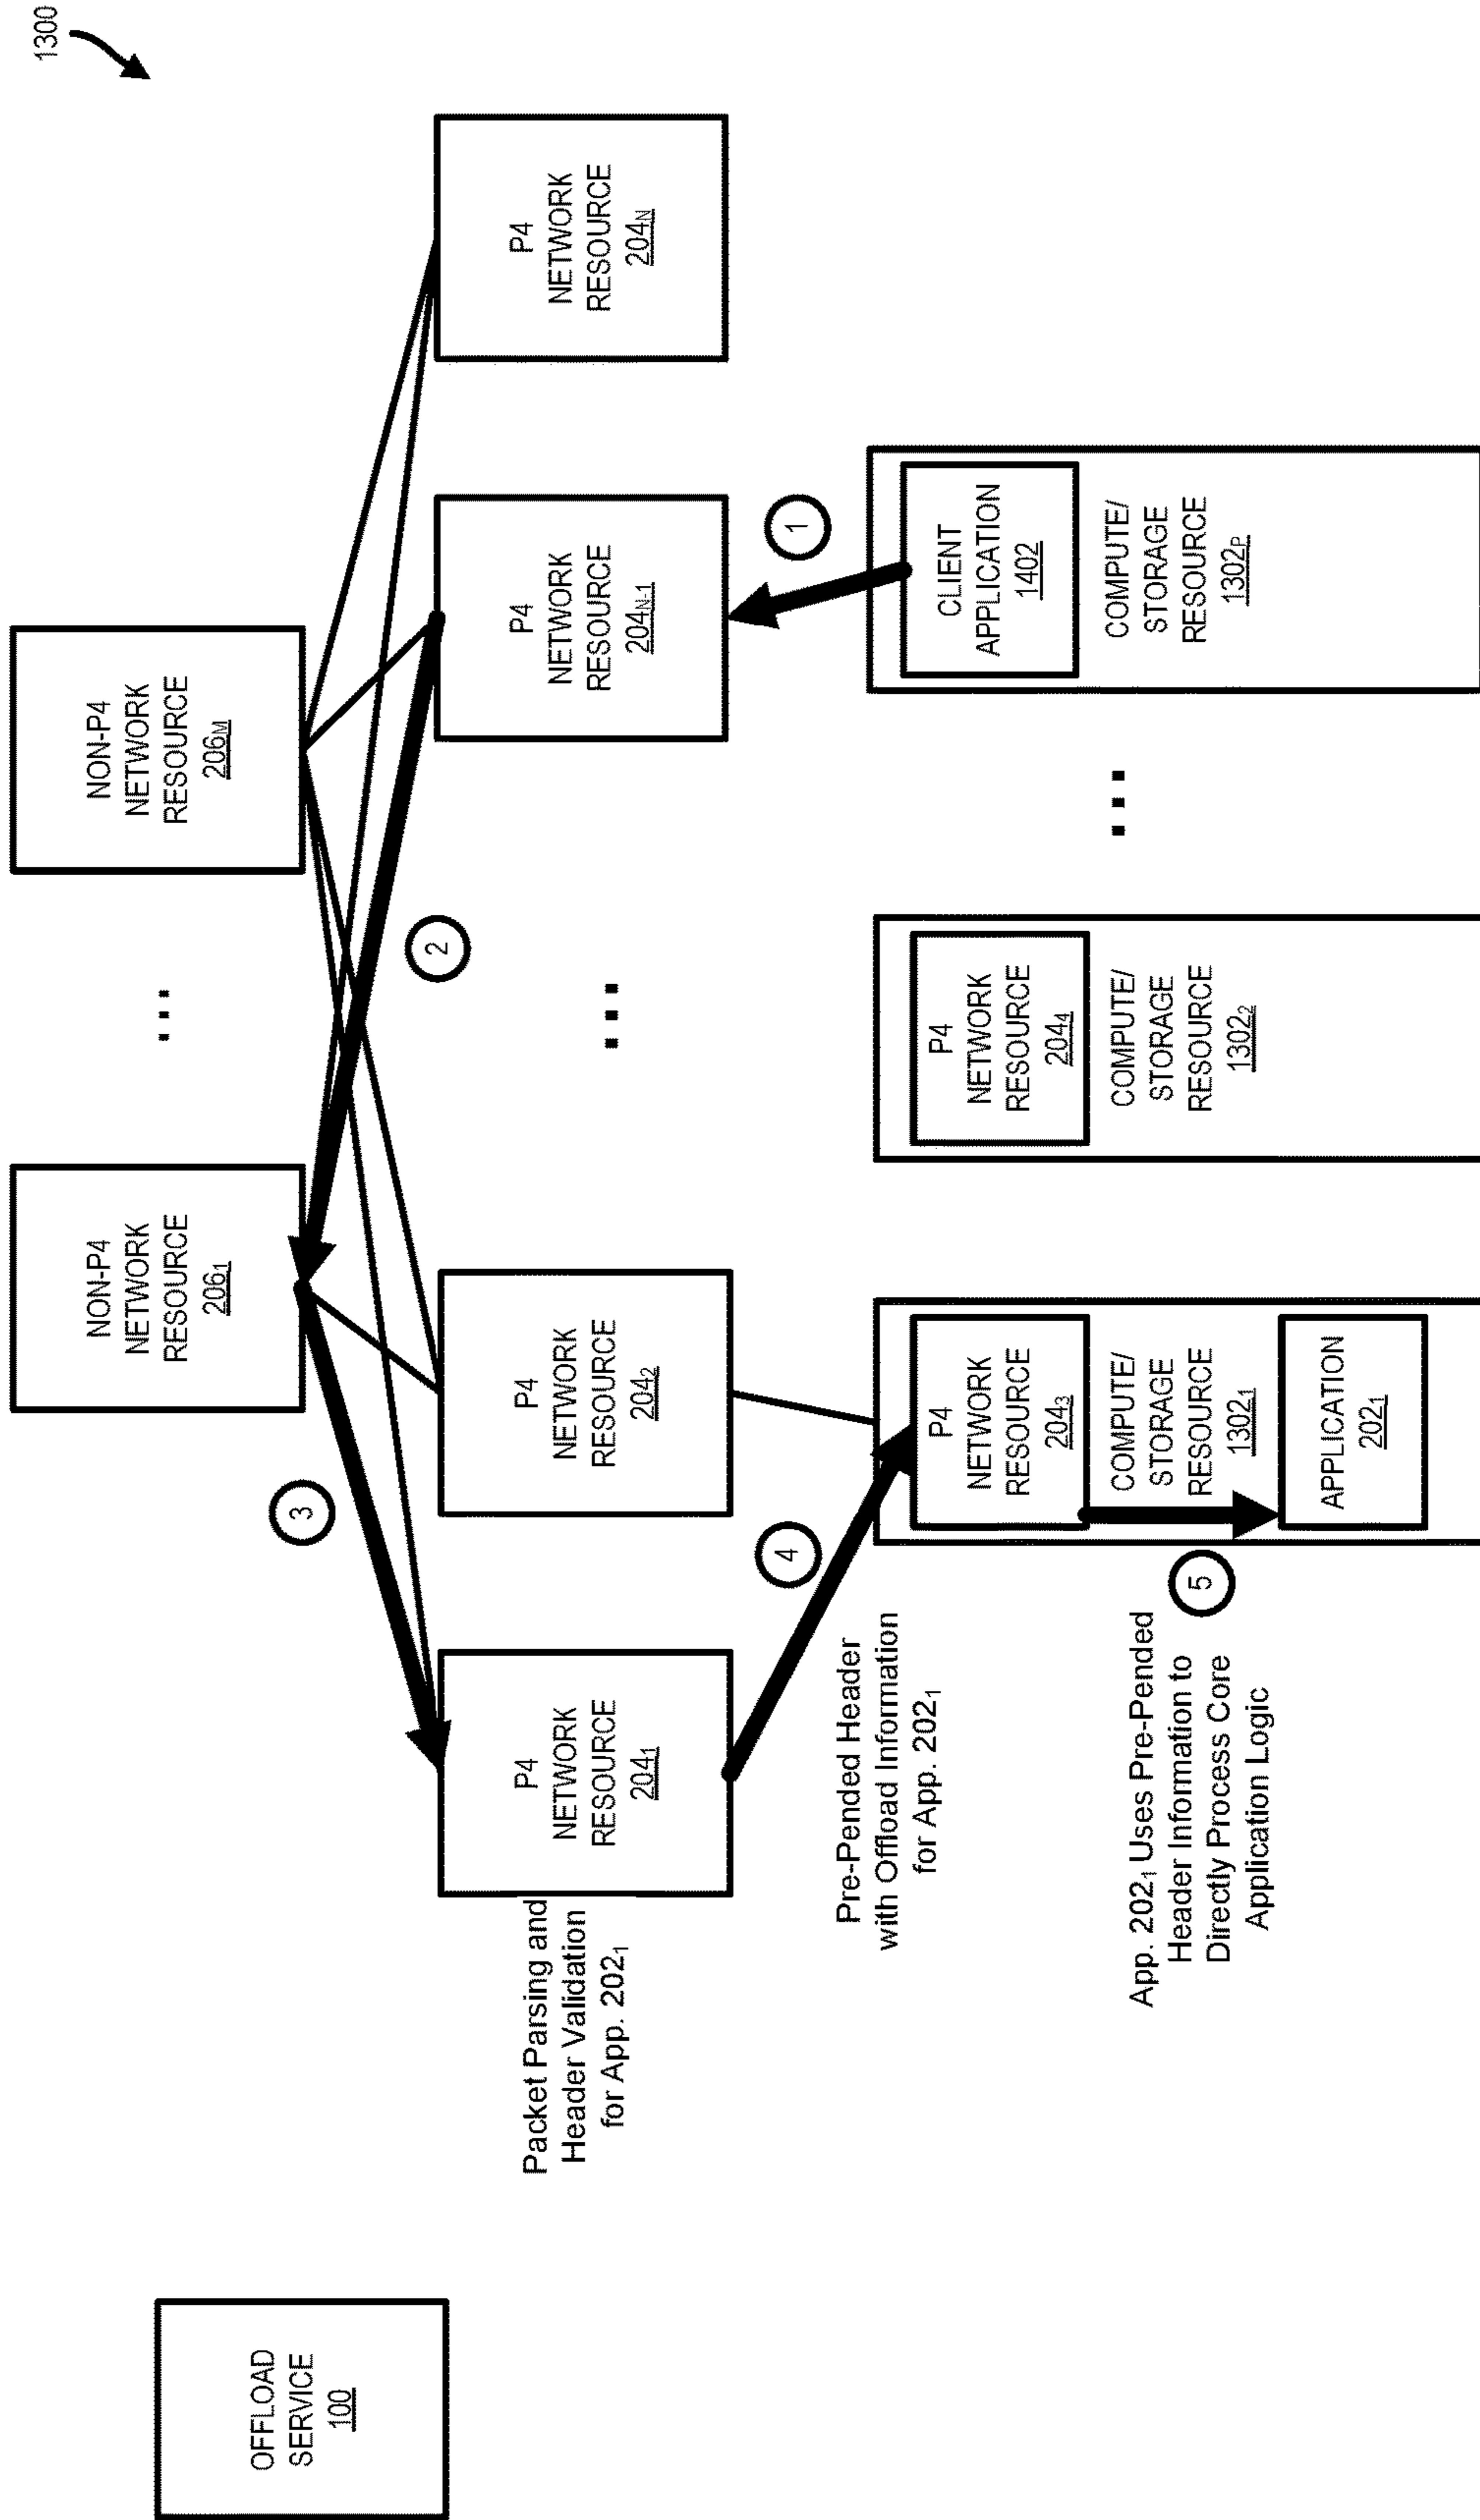 1300
OFFLOAD
SERVICE
100
NON-P4
NETWORK
RESOURCE
206₁
...
NON-P4
NETWORK
RESOURCE
206M
3
2
Packet Parsing and
Header Validation
for App. 202₁
P4
NETWORK
RESOURCE
204₁
P4
NETWORK
RESOURCE
204₂
...
P4
NETWORK
RESOURCE
204N-1
P4
NETWORK
RESOURCE
204N
4
1
Pre-Pended Header
with Offload Information
for App. 202₁
P4
NETWORK
RESOURCE
204₃
COMPUTE/
STORAGE
RESOURCE
1302₁
APPLICATION
202₁
P4
NETWORK
RESOURCE
204₄
COMPUTE/
STORAGE
RESOURCE
1302₂
...
CLIENT
APPLICATION
1402
COMPUTE/
STORAGE
RESOURCE
1302P
5
App. 202₁ Uses Pre-Pended
Header Information to
Directly Process Core
Application Logic